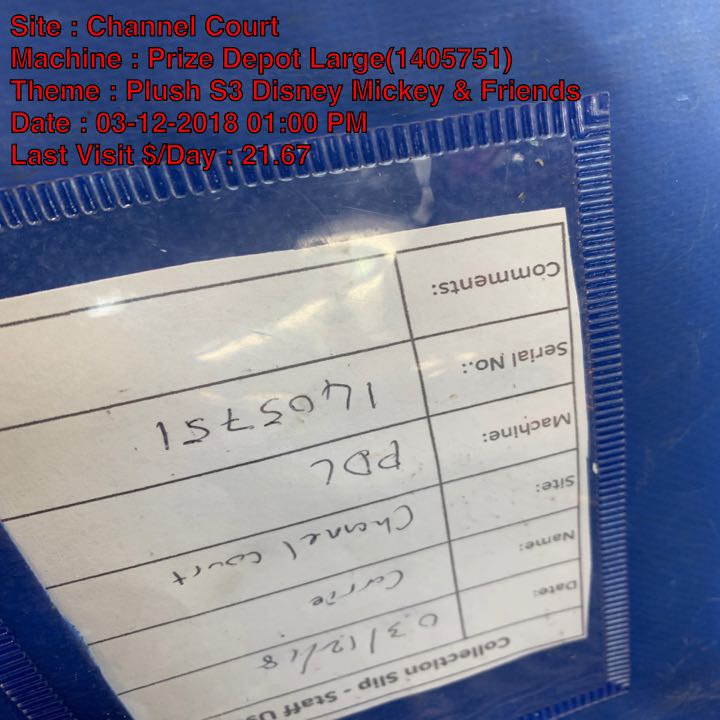 Site : Channel Court
Machine : Prize Depot Large(1405751)
Theme : Plush S3 Disney Mickey & Friends
Date : 03-12-2018 01:00 PM
Last Visit $/Day : 21.67
Collection Slip - Staff Us
Date: 03/12/18
Name: Carrie
Site: Channel Court
Machine: PDL
Serial No.: 1405751
Comments: